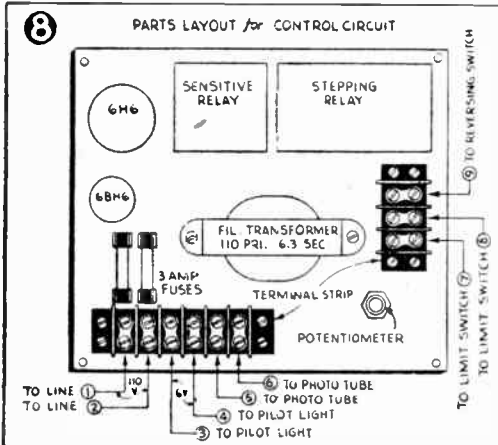 8
PARTS LAYOUT for CONTROL CIRCUIT
6H6
SENSITIVE
RELAY
STEPPING
RELAY
6BH6
FIL. TRANSFORMER
110 PRI. 6.3 SEC
3 AMP
FUSES
TERMINAL STRIP
POTENTIOMETER
TO LINE ① 110
TO LINE ② V
6V
⑥ TO PHOTO TUBE
⑤ TO PHOTO TUBE
④ TO PILOT LIGHT
③ TO PILOT LIGHT
TO LIMIT SWITCH ⑦
TO LIMIT SWITCH ⑧
⑨ TO REVERSING SWITCH